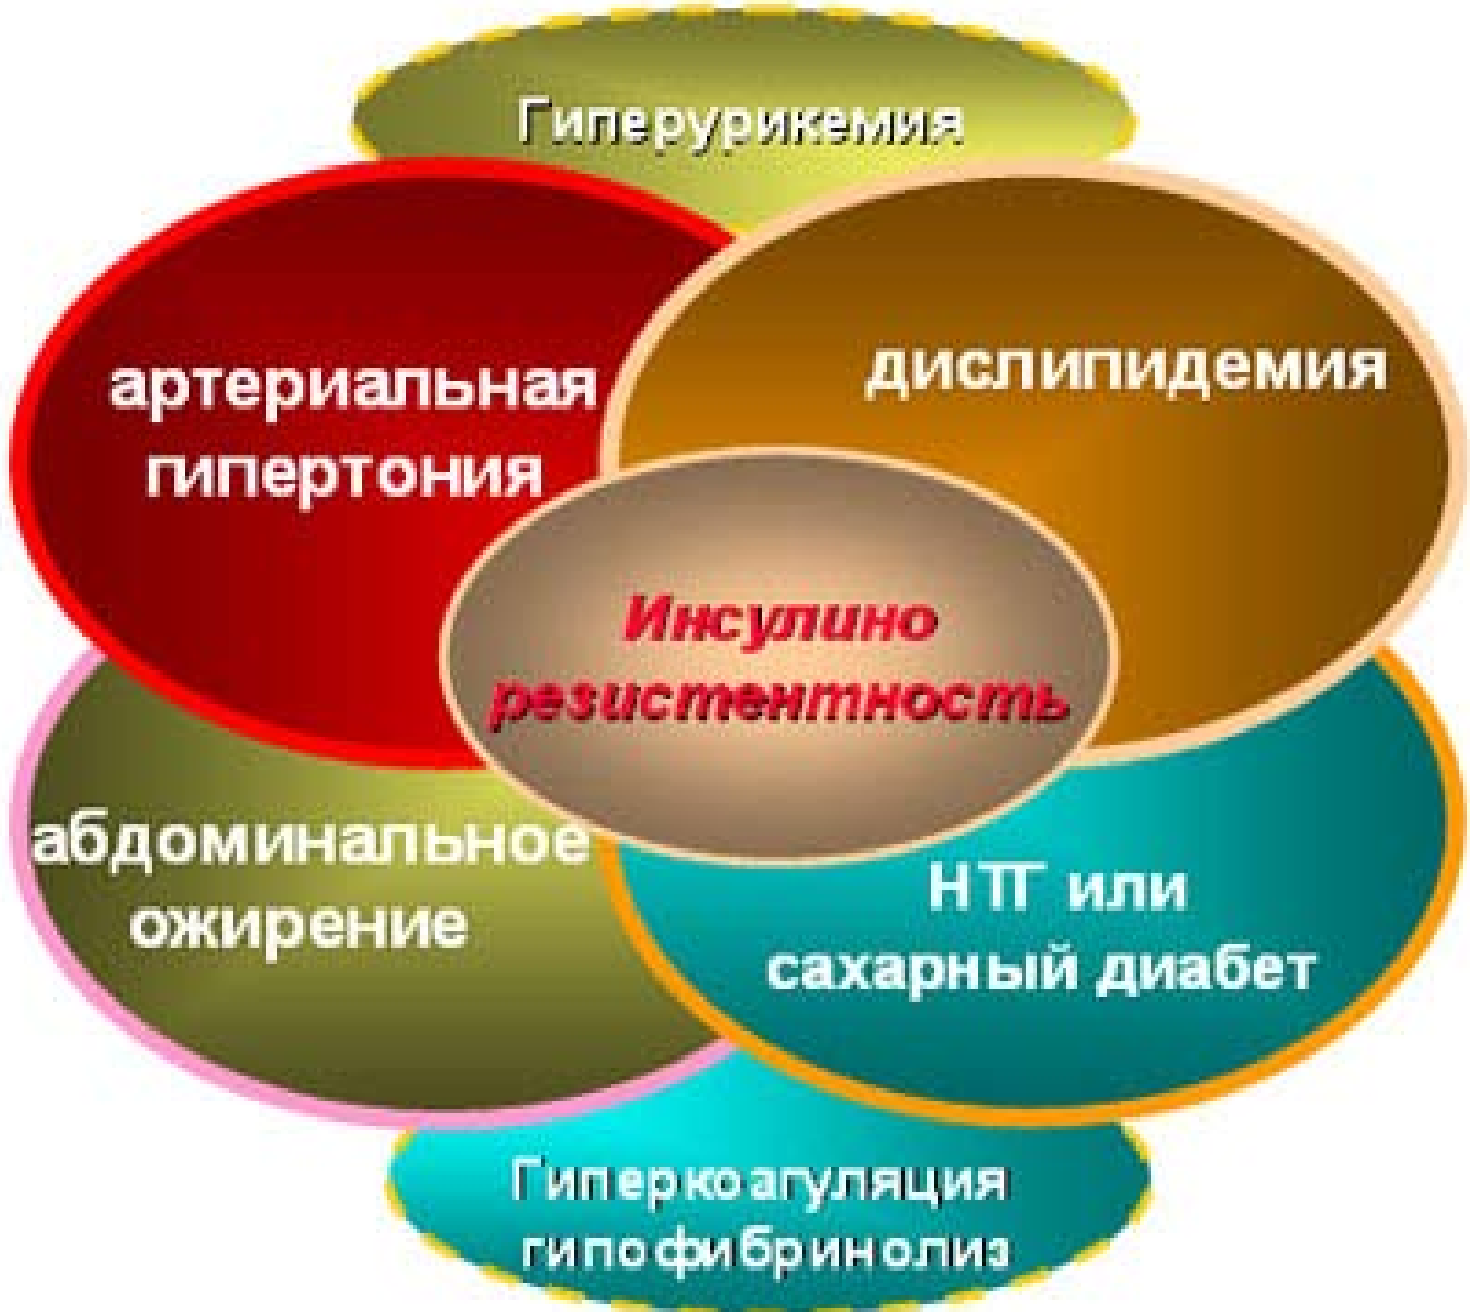 Гиперурикемия
артериальная
гипертония
дислипидемия
Инсулино
резистентность
абдоминальное
ожирение
НТГ или
сахарный диабет
Гиперкоагуляция
гипофибринолиз